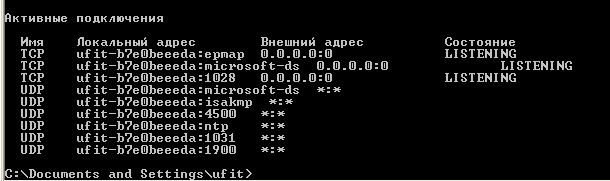 Активные подключения
Имя Локальный адрес Внешний адрес Состояние
TCP ufit-b7e0beeeda:epmap 0.0.0.0:0 LISTENING
TCP ufit-b7e0beeeda:microsoft-ds 0.0.0.0:0 LISTENING
TCP ufit-b7e0beeeda:1028 0.0.0.0:0 LISTENING
UDP ufit-b7e0beeeda:microsoft-ds *:*
UDP ufit-b7e0beeeda:isakmp *:*
UDP ufit-b7e0beeeda:4500 *:*
UDP ufit-b7e0beeeda:ntp *:*
UDP ufit-b7e0beeeda:1031 *:*
UDP ufit-b7e0beeeda:1900 *:*
C:\Documents and Settings\ufit>